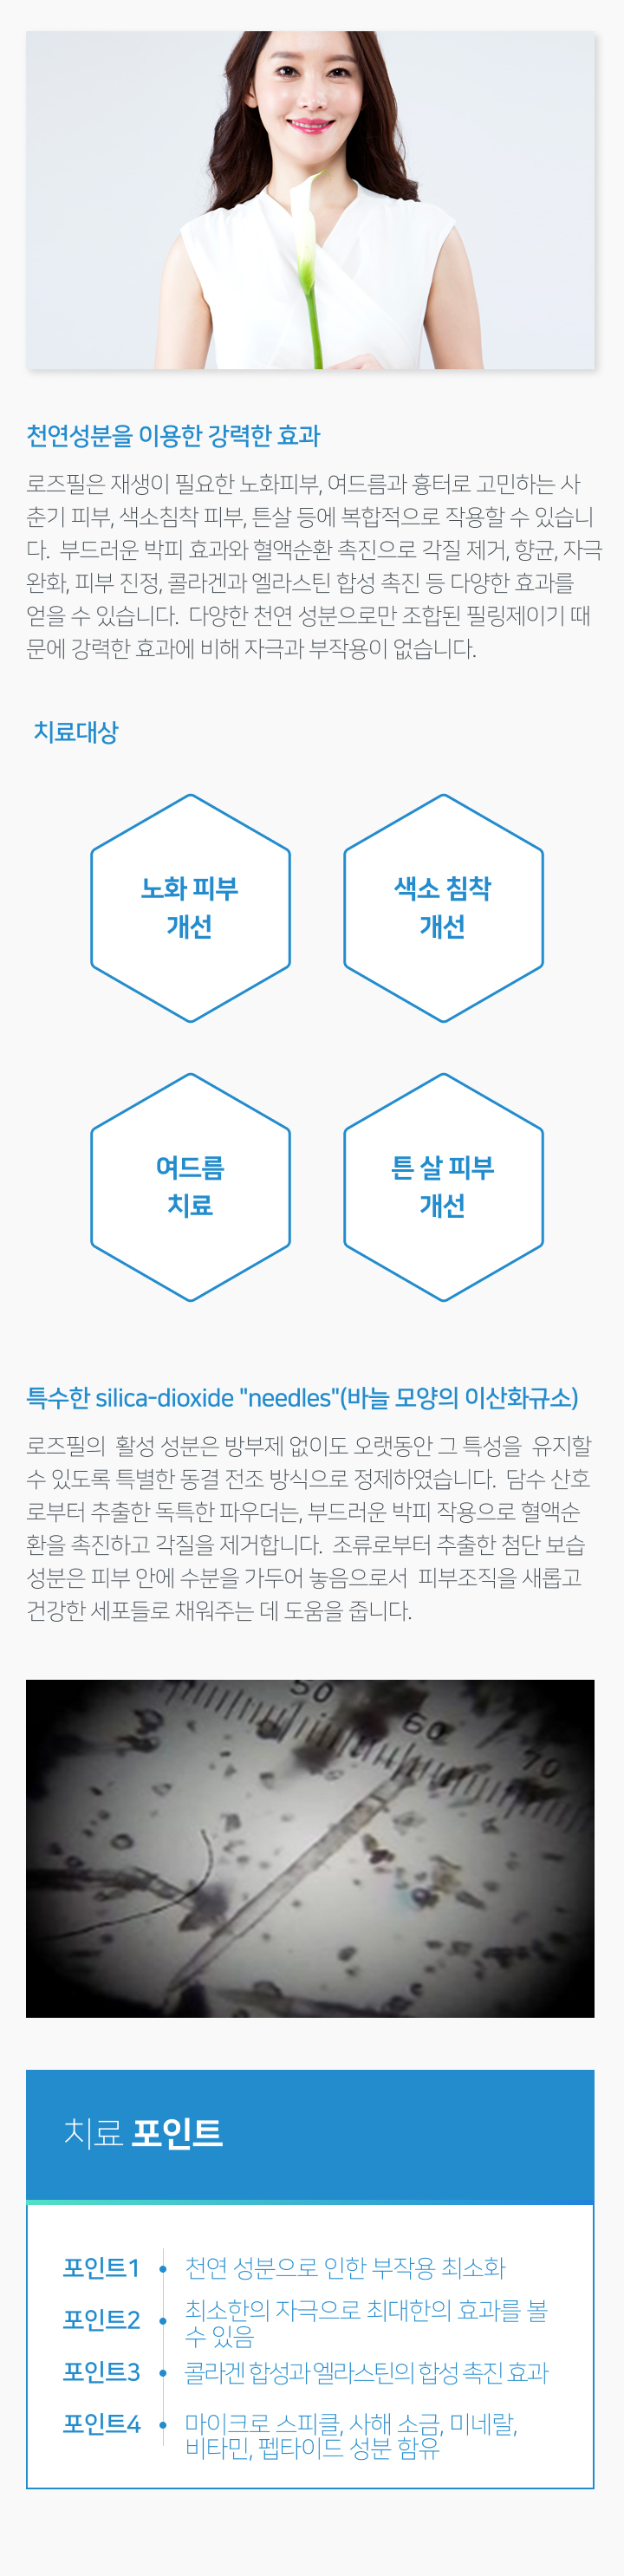 천연성분을 이용한 강력한 효과
로즈필은 재생이 필요한 노화피부, 여드름과 흉터로 고민하는 사
춘기 피부, 색소침착 피부, 튼살 등에 복합적으로 작용할 수 있습니
다. 부드러운 박피 효과와 혈액순환 촉진으로 각질 제거, 항균, 자극
완화, 피부 진정, 콜라겐과 엘라스틴 합성 촉진 등 다양한 효과를
얻을 수 있습니다. 다양한 천연 성분으로만 조합된 필링제이기 때
문에 강력한 효과에 비해 자극과 부작용이 없습니다.
치료대상
노화 피부
개선
색소 침착
개선
여드름
치료
튼 살 피부
개선
특수한 silica-dioxide "needles"(바늘 모양의 이산화규소)
로즈필의 활성 성분은 방부제 없이도 오랫동안 그 특성을 유지할
수 있도록 특별한 동결 전조 방식으로 정제하였습니다. 담수 산호
로부터 추출한 독특한 파우더는, 부드러운 박피 작용으로 혈액순
환을 촉진하고 각질을 제거합니다. 조류로부터 추출한 첨단 보습
성분은 피부 안에 수분을 가두어 놓음으로서 피부조직을 새롭고
건강한 세포들로 채워주는 데 도움을 줍니다.
50
60
70
치료 포인트
포인트1 천연 성분으로 인한 부작용 최소화
포인트2 최소한의 자극으로 최대한의 효과를 볼
수 있음
포인트3 콜라겐 합성과 엘라스틴의 합성 촉진 효과
포인트4 마이크로 스피클, 사해 소금, 미네랄,
비타민, 펩타이드 성분 함유